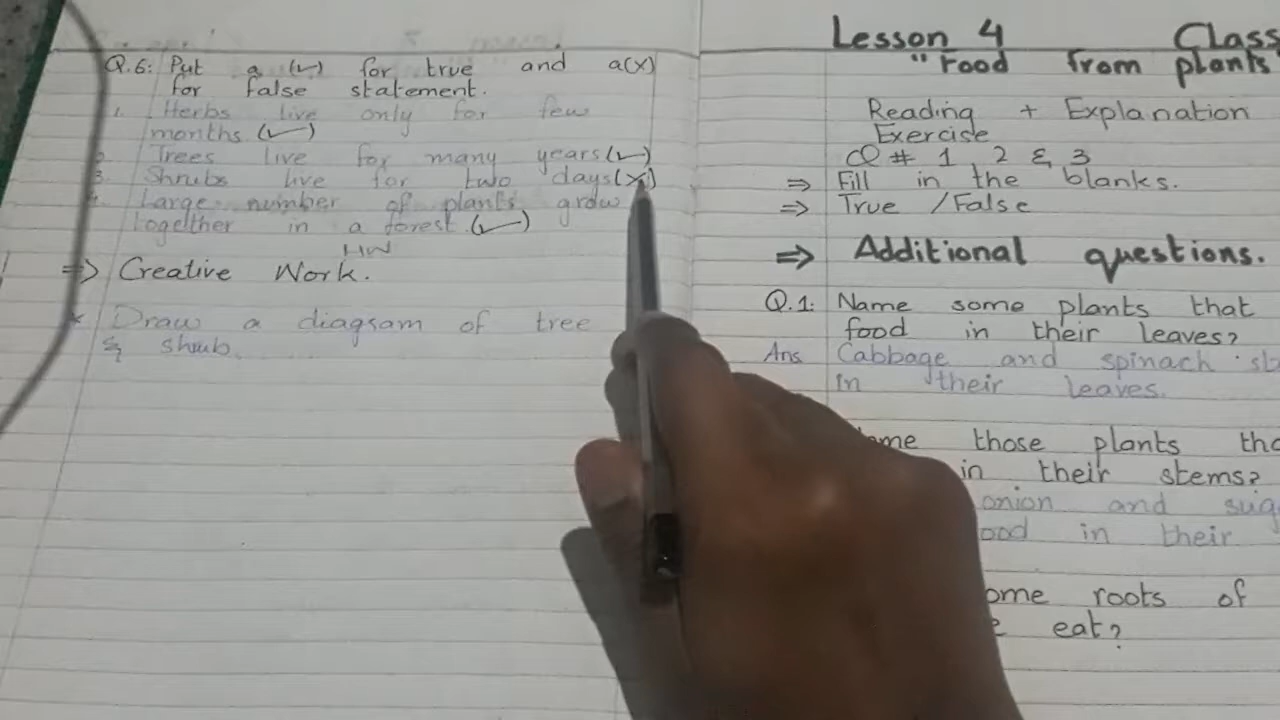 Q.6: Put a (✓) for true and a(x)
for false statement.
1. Herbs live only for few
months (✓)
2. Trees live for many years(✓)
3. Shrubs live for two days(x)
4. Large number of plants grow
togelher in a forest (✓)
HW
⇒ Creative Work.
* Draw a diagsam of tree
& shrub.
Lesson 4 Class
"Food from plants"
Reading + Explanation
Exercise
CQ # 1, 2 & 3
⇒ Fill in the blanks.
⇒ True /False
⇒ Additional questions.
Q.1: Name some plants that
food in their leaves?
Ans Cabbage and spinach
in their leaves.
those plants
in their stems?
onion and
in their
roots of
eat?